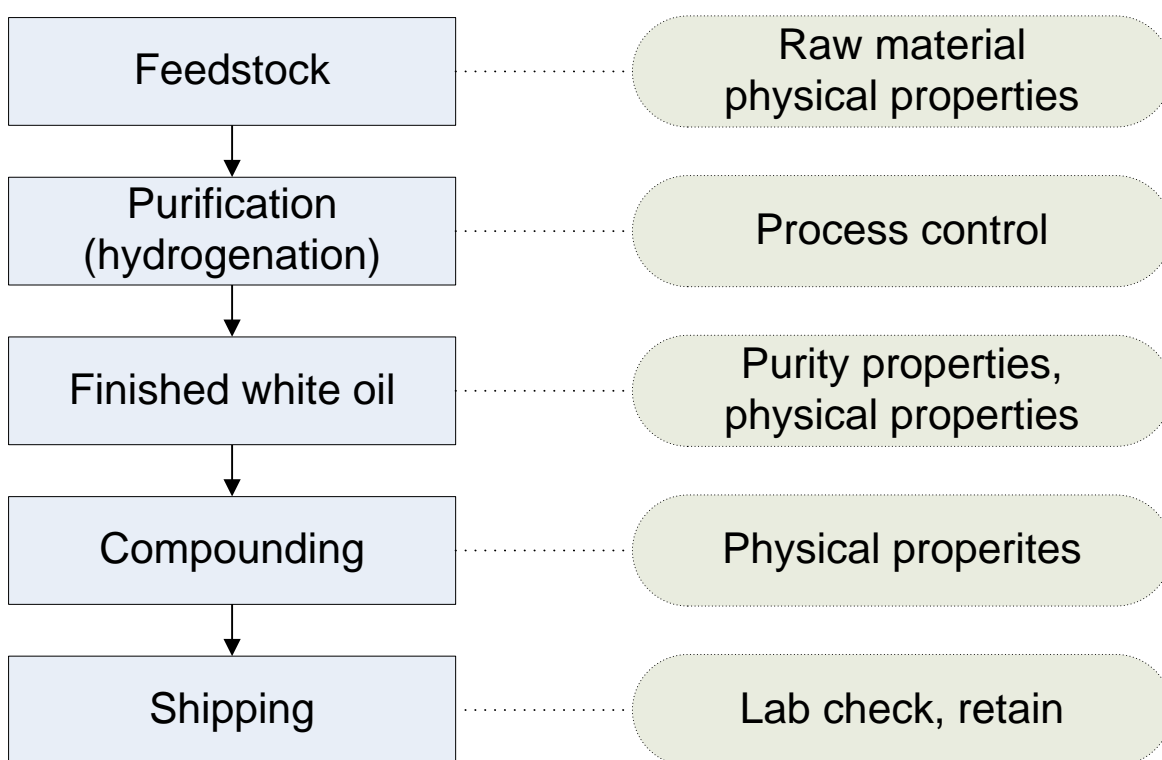 Feedstock
Raw material
physical properties
Purification
(hydrogenation)
Process control
Finished white oil
Purity properties,
physical properties
Compounding
Physical properites
Shipping
Lab check, retain